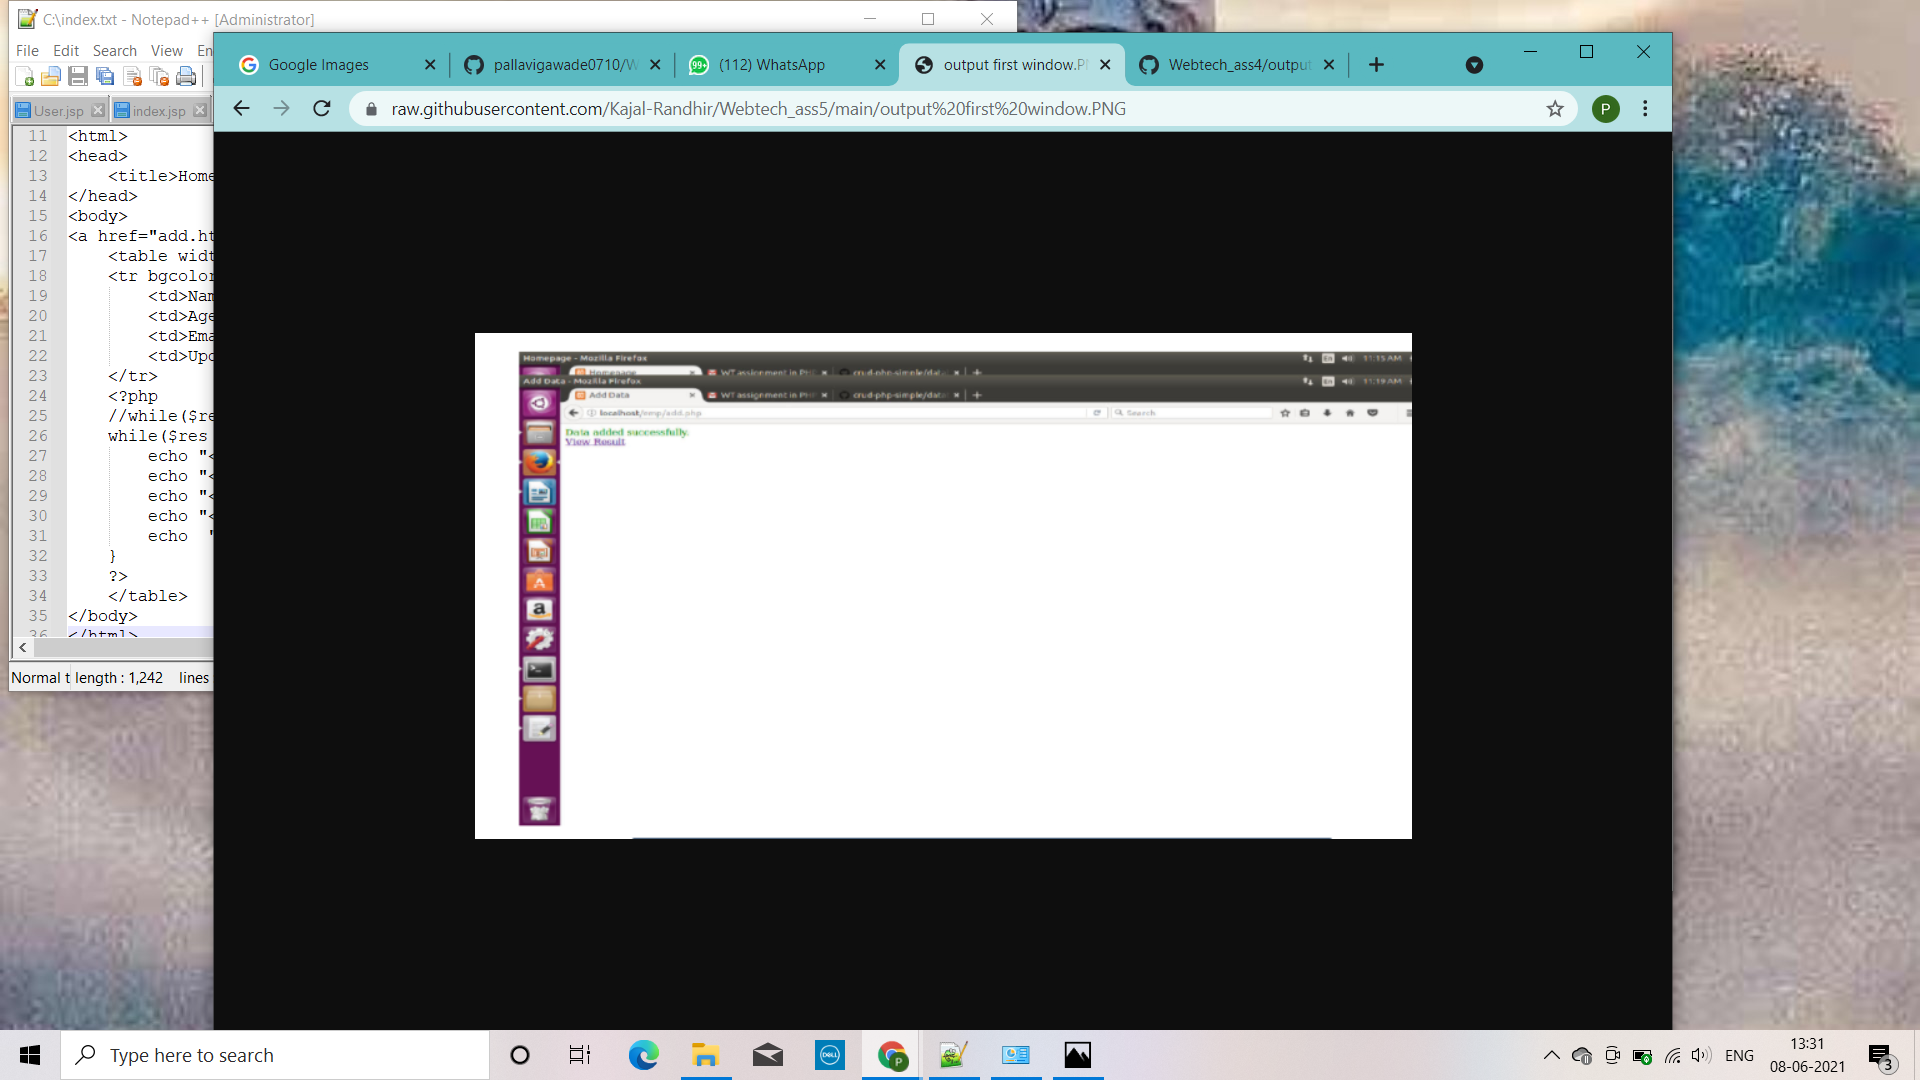 C:\index.txt - Notepad++ [Administrator]
File Edit Search View En
User.jsp index.jsp
11 <html>
12 <head>
13 <title>Home
14 </head>
15 <body>
16 <a href="add.ht
17 <table widt
18 <tr bgcolor
19 <td>Nam
20 <td>Age
21 <td>Ema
22 <td>Upd
23 </tr>
24 <?php
25 //while($re
26 while($res
27 echo "<
28 echo "<
29 echo "<
30 echo "<
31 echo "
32 }
33 ?>
34 </table>
35 </body>
36 </html>
Normal t length : 1,242 lines
Google Images
pallavigawade0710/W
99+ (112) WhatsApp
output first window.P
Webtech_ass4/output
raw.githubusercontent.com/Kajal-Randhir/Webtech_ass5/main/output%20first%20window.PNG
P
Homepage - Mozilla Firefox
En 11:15 AM
Homepage WT assignment in PH crud-php-simple/data
Add Data - Mozilla Firefox
En 11:19 AM
Add Data WT assignment in PH crud-php-simple/data
localhost/ /add.php Search
Data added successfully.
View Result
Type here to search
DELL
P
ENG
13:31
08-06-2021
3